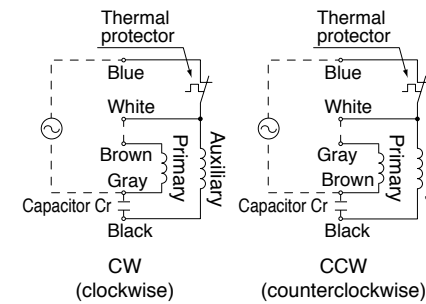 Thermal
protector
Blue
White
Brown
Gray
Primary
Auxiliary
Capacitor Cr
Black
CW
(clockwise)
Thermal
protector
Blue
White
Gray
Brown
Primary
Capacitor Cr
Black
CCW
(counterclockwise)